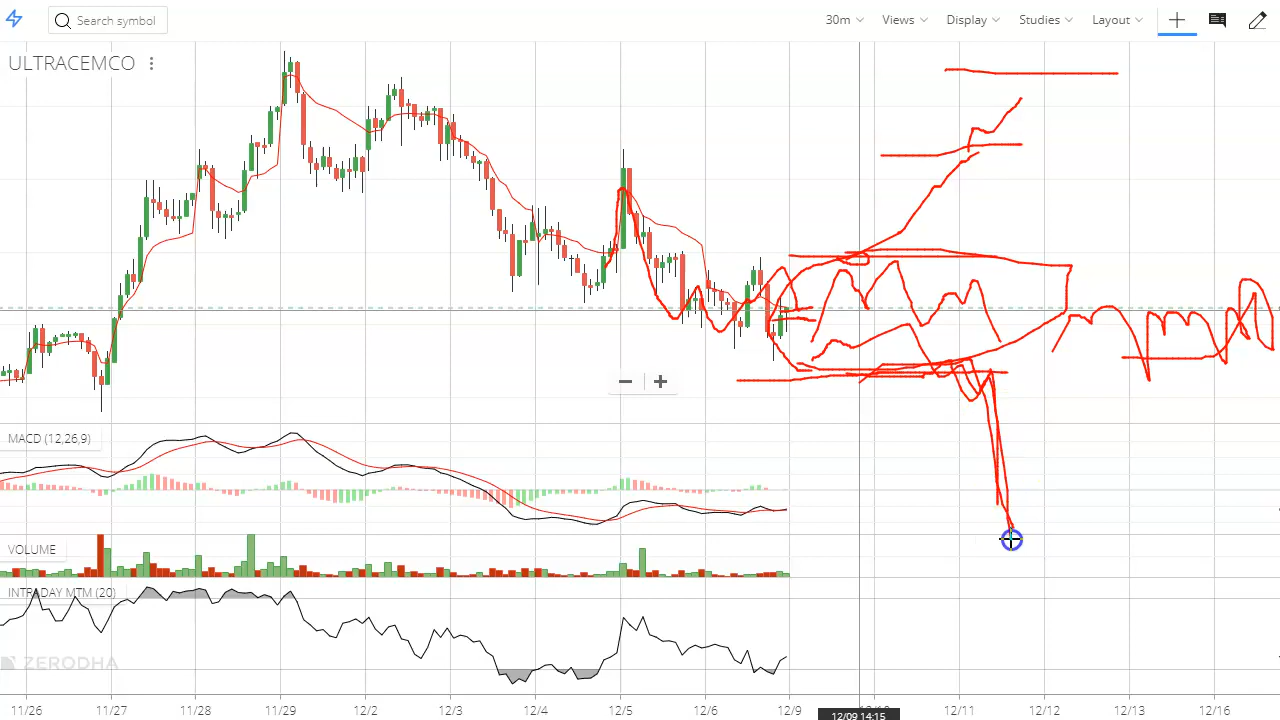 Search symbol
30m Views Display Studies Layout
ULTRACEMCO
MACD (12,26,9)
VOLUME
INTRADAY MTM (20)
ZERODHA
11/26 11/27 11/28 11/29 12/2 12/3 12/4 12/5 12/6 12/9 12/11 12/12 12/13 12/16
12/09 14:15